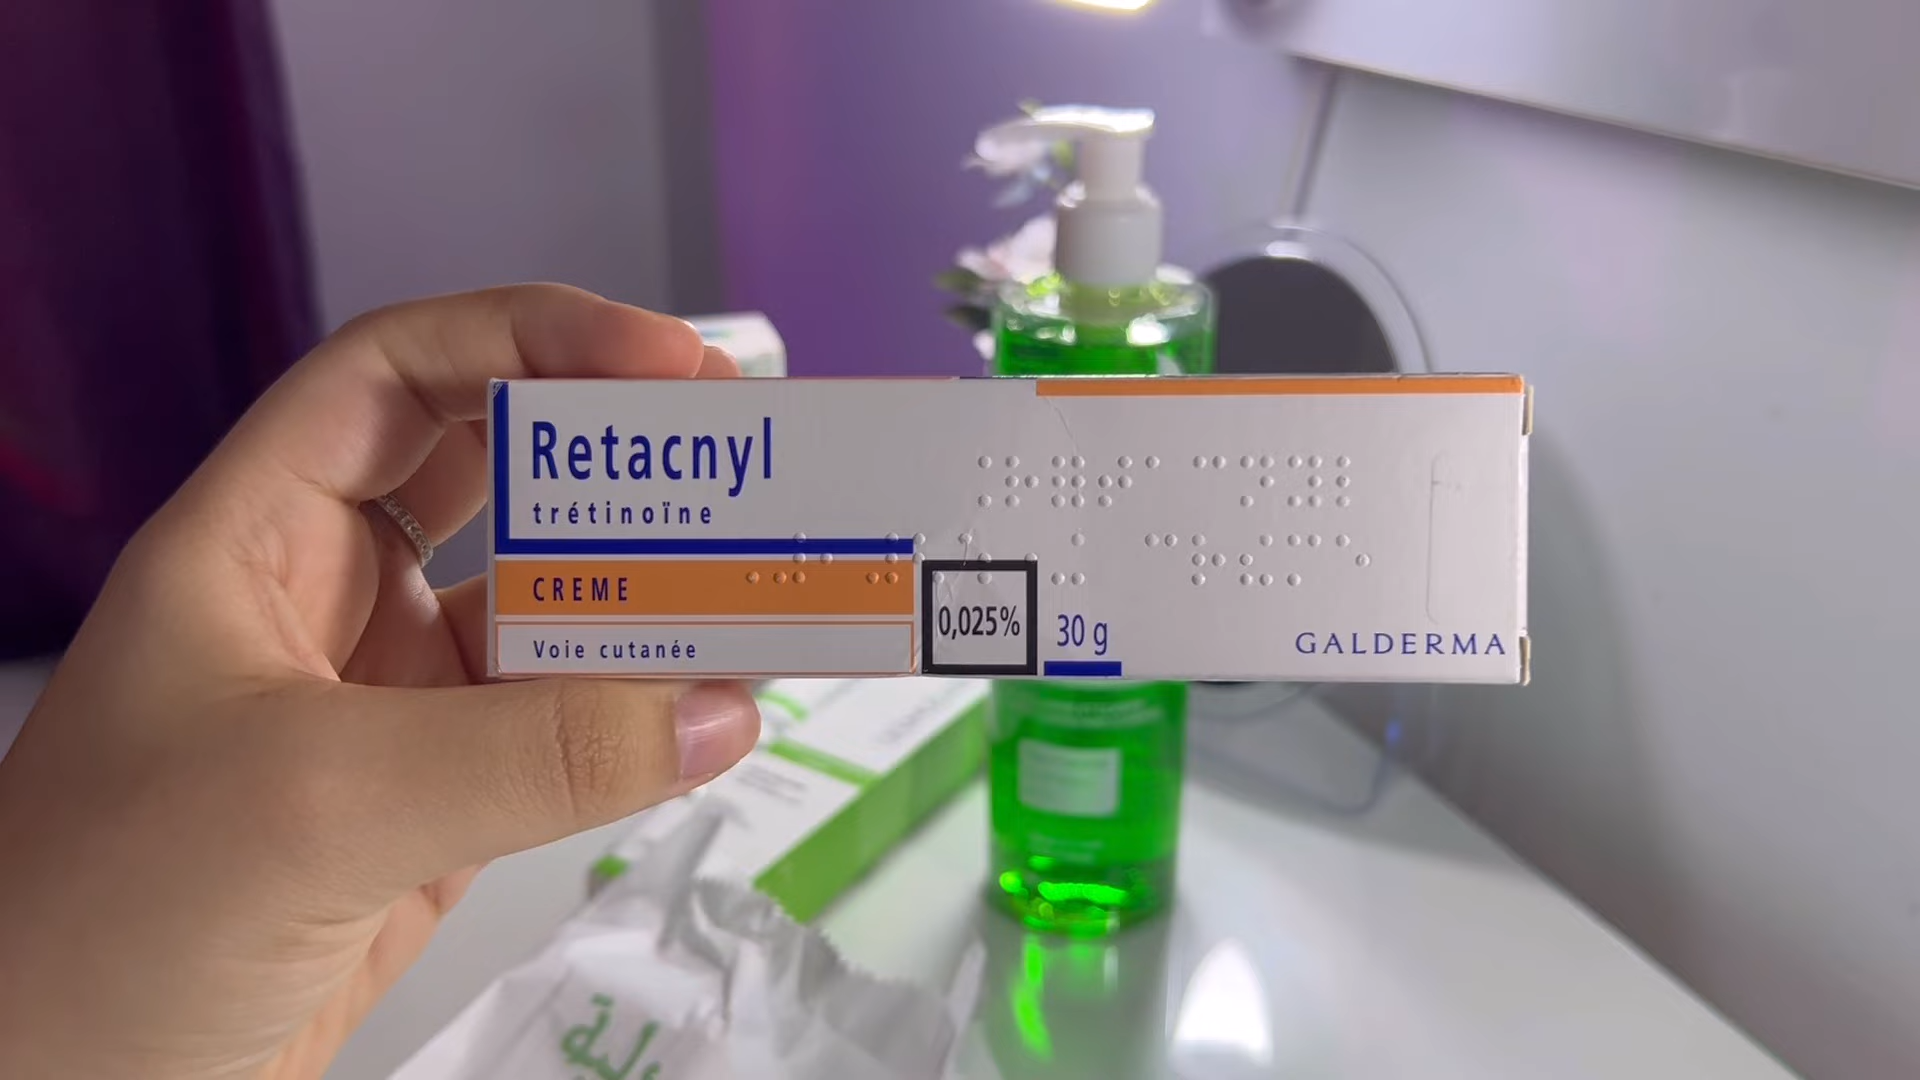 Retacnyl
trétinoïne
CREME
Voie cutanée
0,025%
30 g
GALDERMA